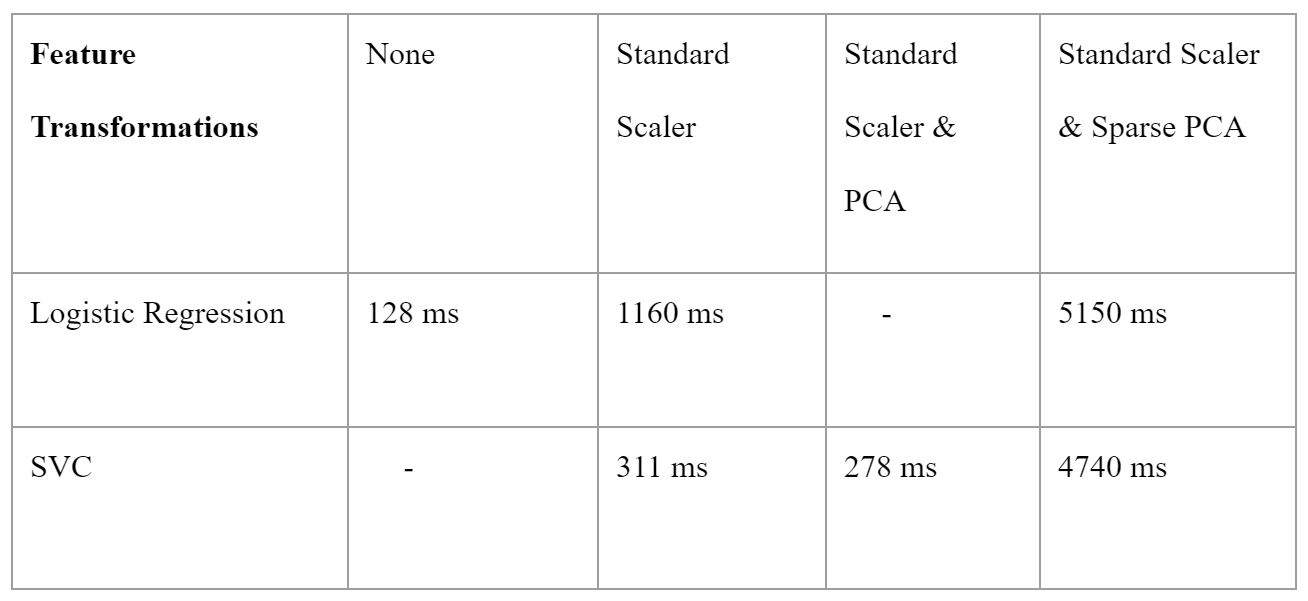 Feature Transformations | None | Standard Scaler | Standard Scaler & PCA | Standard Scaler & Sparse PCA
Logistic Regression | 128 ms | 1160 ms | - | 5150 ms
SVC | - | 311 ms | 278 ms | 4740 ms